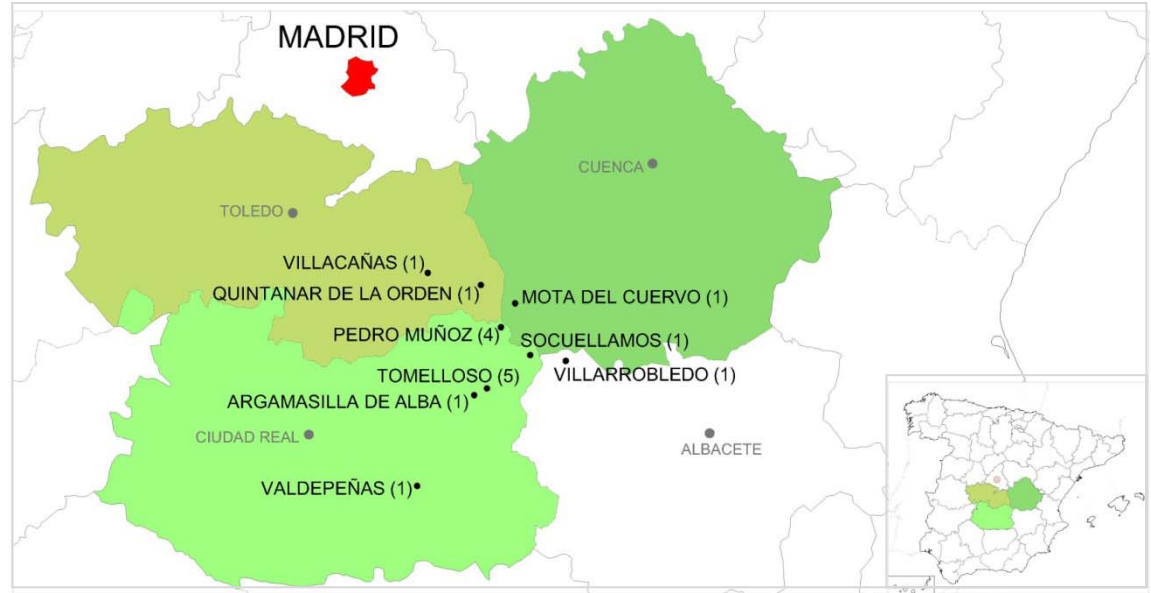 MADRID
CUENCA
TOLEDO
VILLACAÑAS (1)
QUINTANAR DE LA ORDEN (1)
MOTA DEL CUERVO (1)
PEDRO MUÑOZ (4)
SOCUELLAMOS (1)
TOMELLOSO (5)
VILLARROBLEDO (1)
ARGAMASILLA DE ALBA (1)
CIUDAD REAL
ALBACETE
VALDEPEÑAS (1)